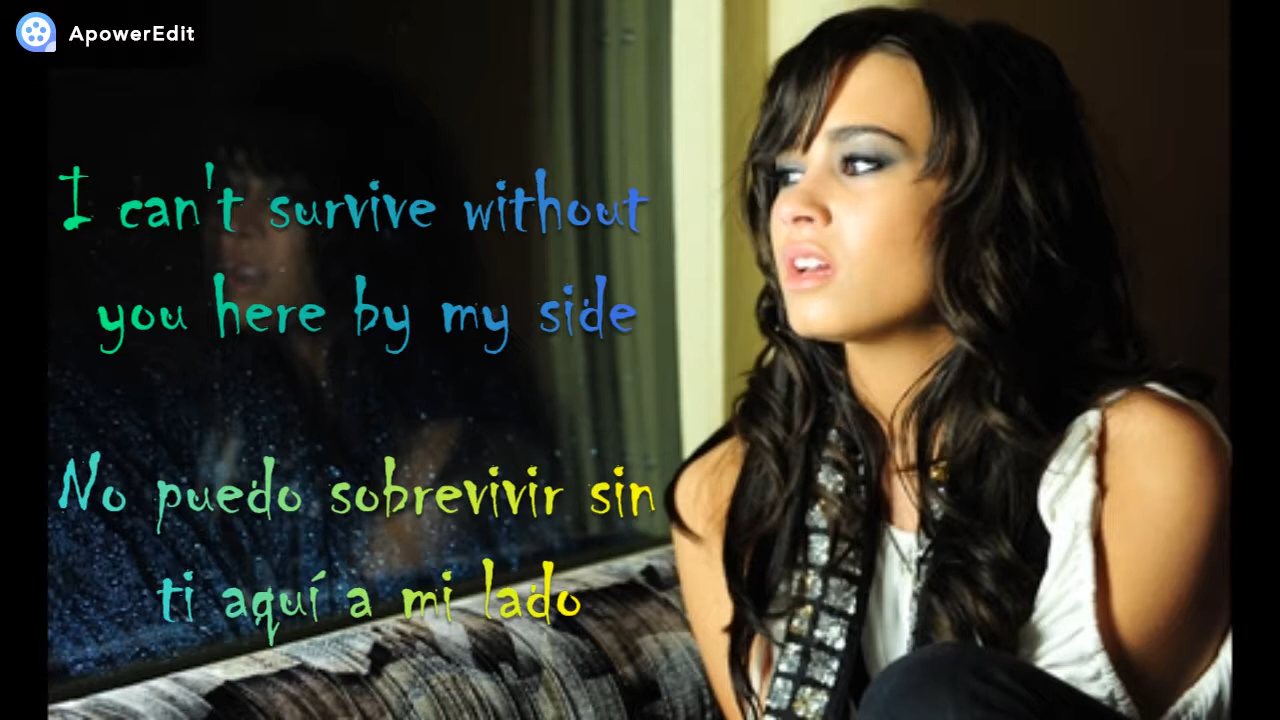 ApowerEdit
I can't survive without
you here by my side
No puedo sobrevivir sin
ti aquí a mi lado